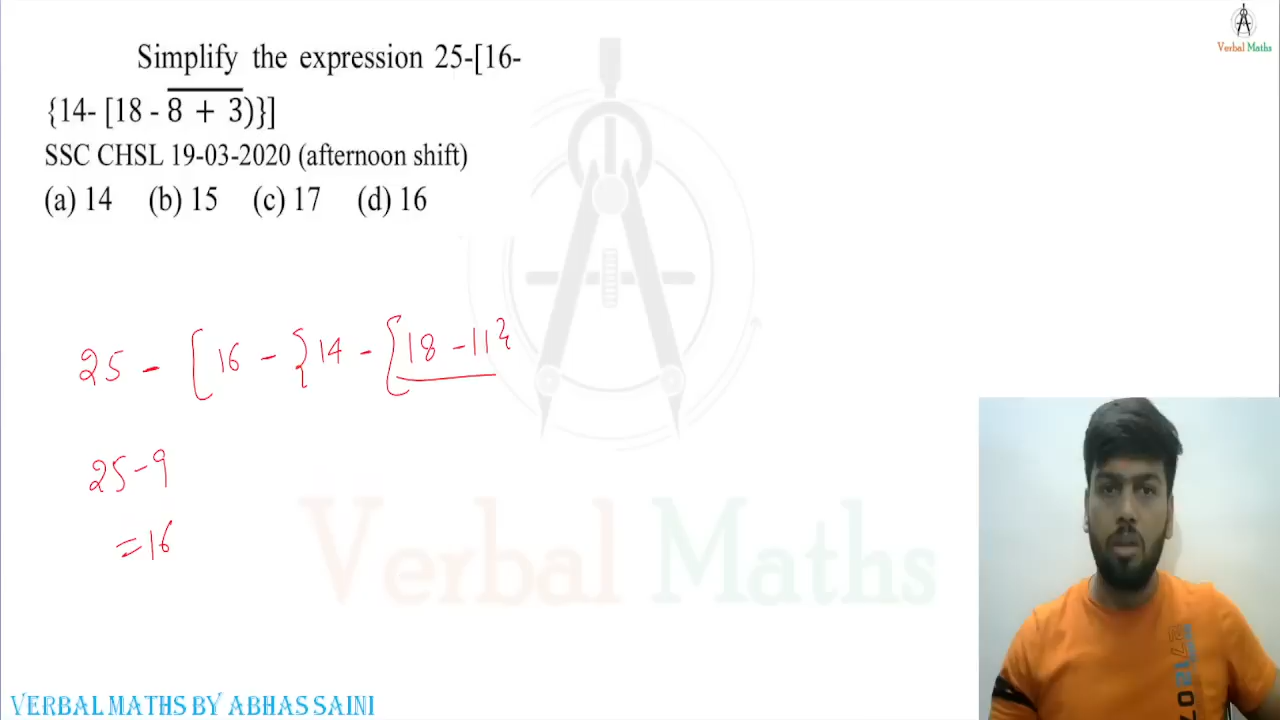 Verbal Maths
Simplify the expression 25-[16-
{14- [18 - 8 + 3)}]
SSC CHSL 19-03-2020 (afternoon shift)
(a) 14 (b) 15 (c) 17 (d) 16
25 - [16 - {14 - {18 - 11}
25 - 9
= 16
Verbal Maths
VERBAL MATHS BY ABHAS SAINI